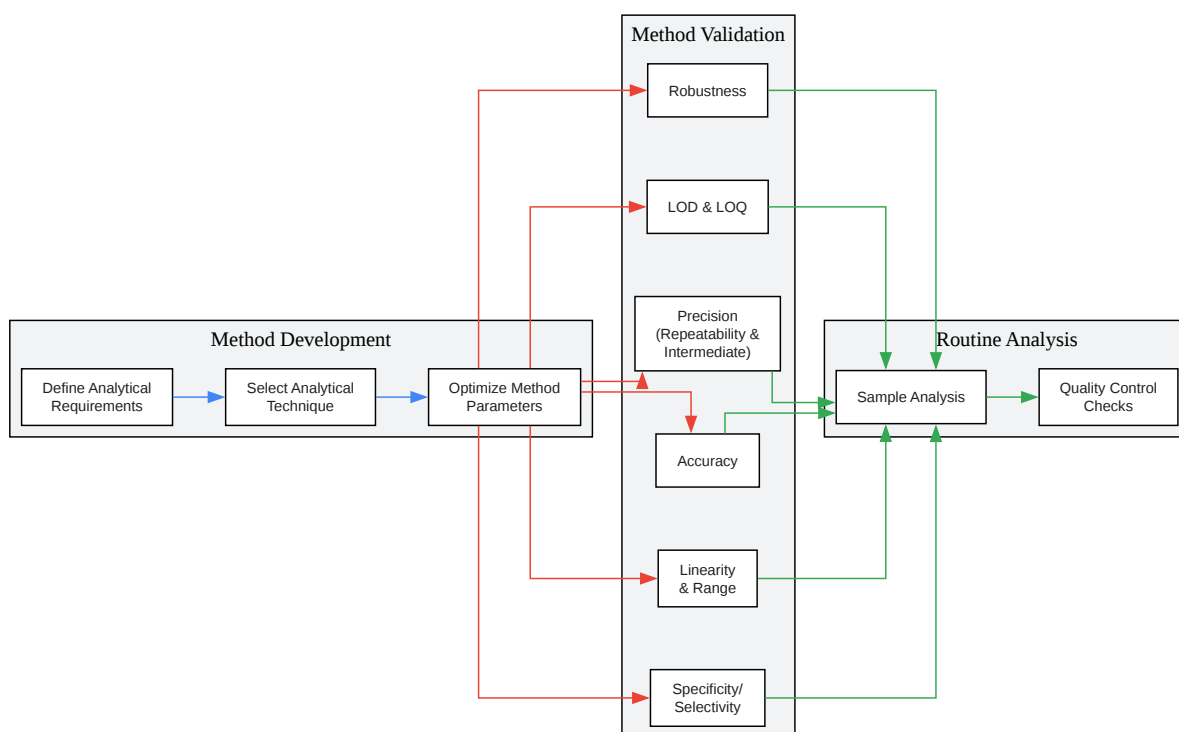 Method Validation
Robustness
LOD & LOQ
Precision
(Repeatability &
Intermediate)
Accuracy
Linearity
& Range
Specificity/
Selectivity
Method Development
Define Analytical
Requirements
Select Analytical
Technique
Optimize Method
Parameters
Routine Analysis
Sample Analysis
Quality Control
Checks